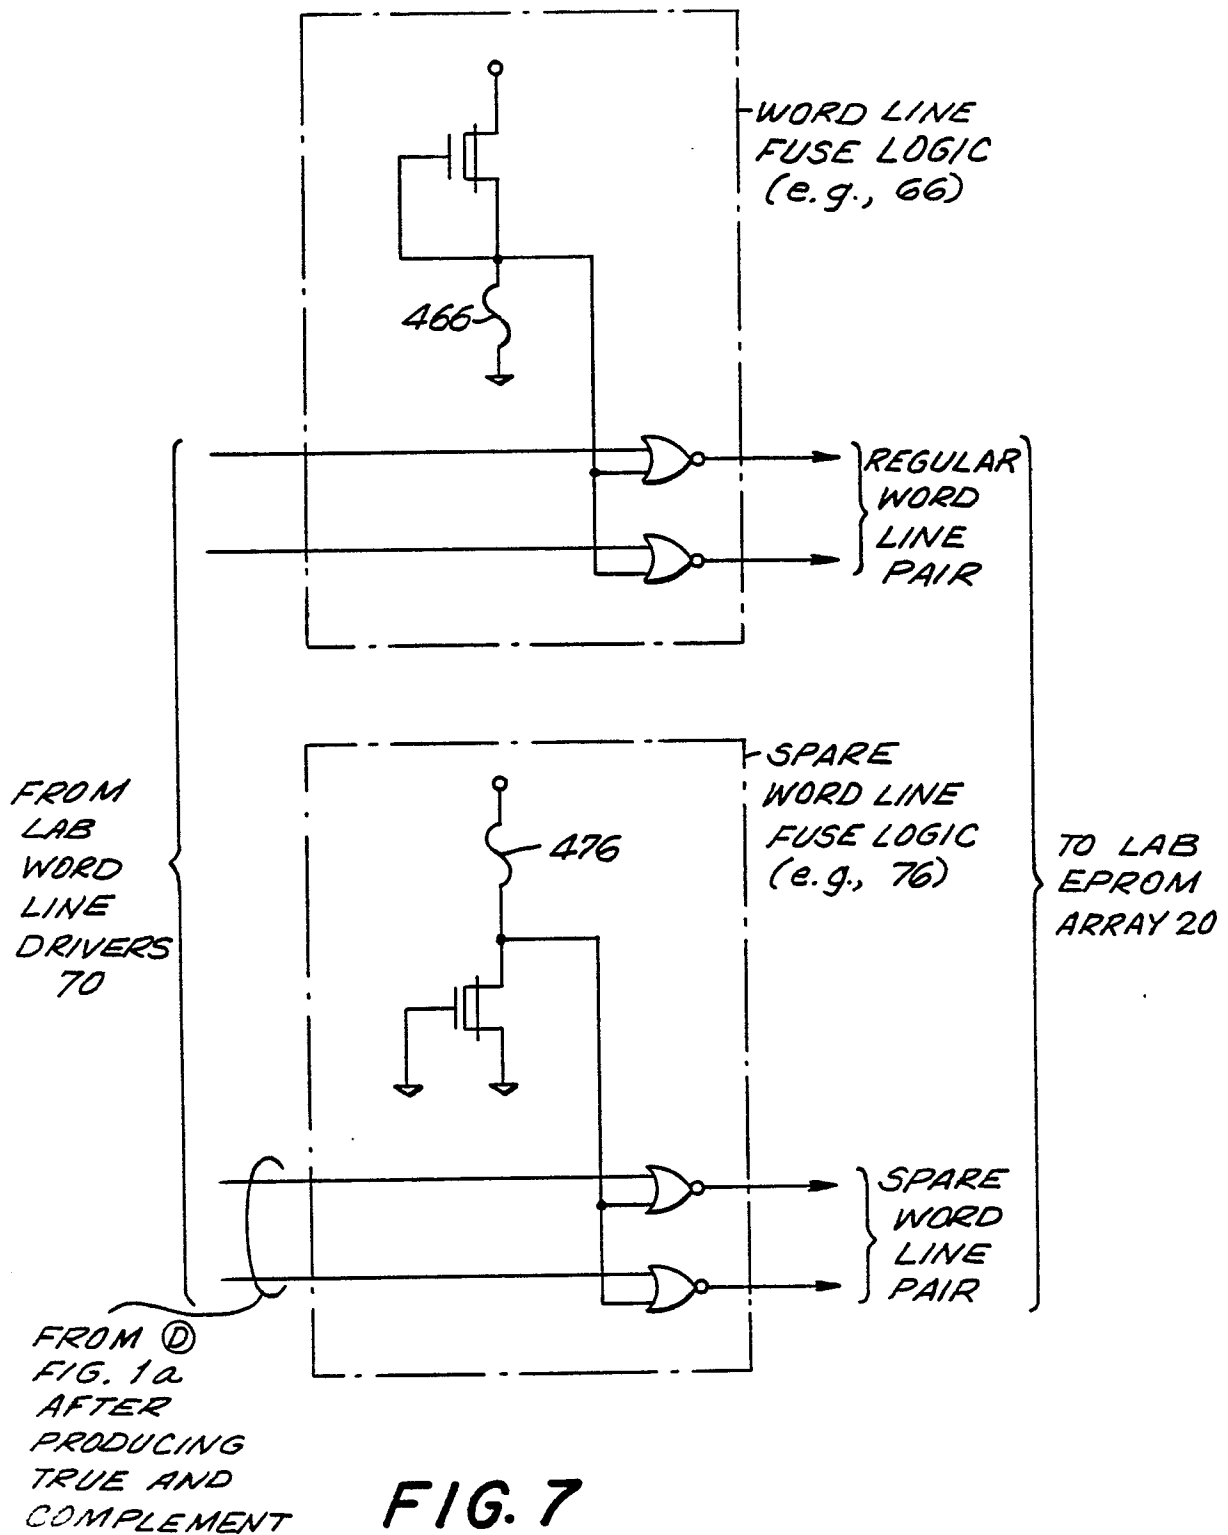 WORD LINE
FUSE LOGIC
(e.g., 66)
466
REGULAR
WORD
LINE
PAIR
SPARE
WORD LINE
FUSE LOGIC
(e.g., 76)
476
FROM
LAB
WORD
LINE
DRIVERS
70
TO LAB
EPROM
ARRAY 20
SPARE
WORD
LINE
PAIR
FROM Ⓓ
FIG. 1a
AFTER
PRODUCING
TRUE AND
COMPLEMENT
FIG. 7